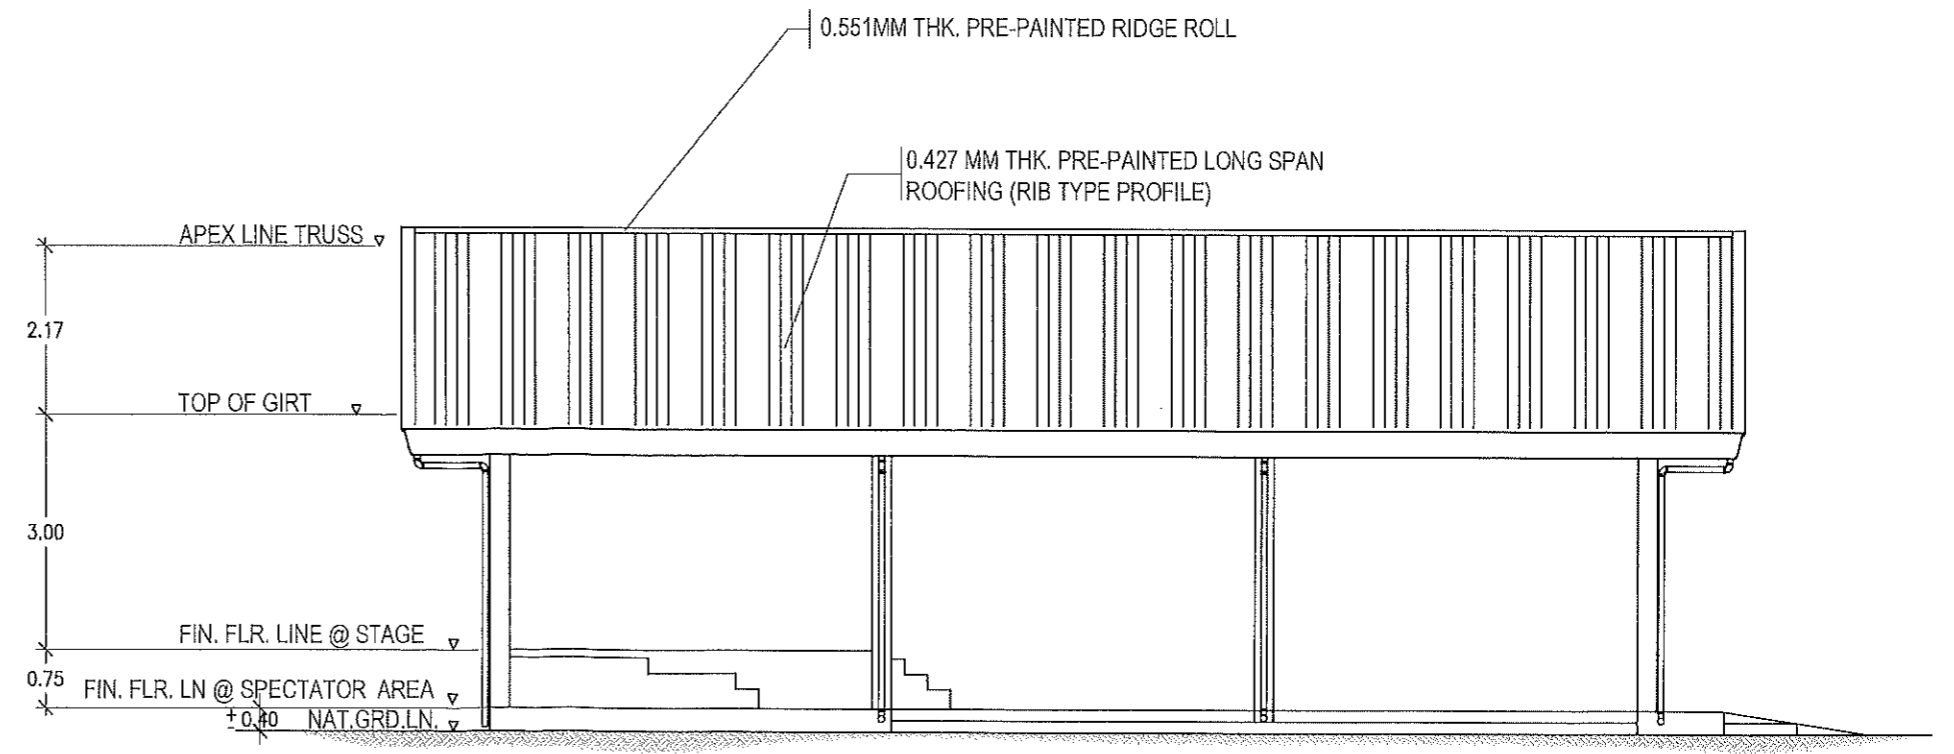 0.551MM THK. PRE-PAINTED RIDGE ROLL
0.427 MM THK. PRE-PAINTED LONG SPAN
ROOFING (RIB TYPE PROFILE)
APEX LINE TRUSS
2.17
TOP OF GIRT
3.00
FIN. FLR. LINE @ STAGE
0.75
FIN. FLR. LN @ SPECTATOR AREA
±0.40
NAT.GRD.LN.